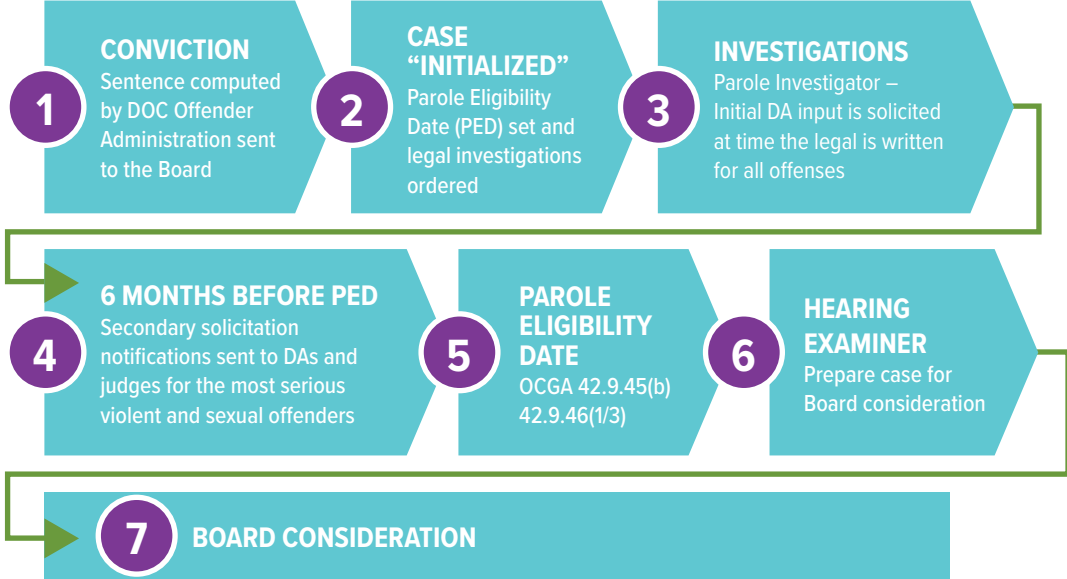 1
CONVICTION
Sentence computed
by DOC Offender
Administration sent
to the Board
2
CASE
“INITIALIZED”
Parole Eligibility
Date (PED) set and
legal investigations
ordered
3
INVESTIGATIONS
Parole Investigator –
Initial DA input is solicited
at time the legal is written
for all offenses
4
6 MONTHS BEFORE PED
Secondary solicitation
notifications sent to DAs and
judges for the most serious
violent and sexual offenders
5
PAROLE
ELIGIBILITY
DATE
OCGA 42.9.45(b)
42.9.46(1/3)
6
HEARING
EXAMINER
Prepare case for
Board consideration
7
BOARD CONSIDERATION